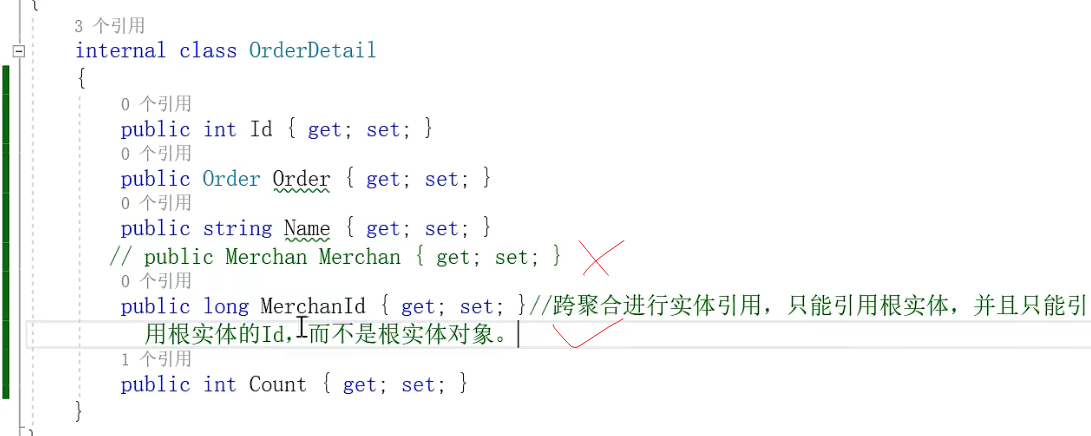 {
3 个引用
internal class OrderDetail
{
0 个引用
public int Id { get; set; }
0 个引用
public Order Order { get; set; }
0 个引用
public string Name { get; set; }
// public Merchan Merchan { get; set; }
0 个引用
public long MerchanId { get; set; }//跨聚合进行实体引用，只能引用根实体，并且只能引
用根实体的Id，而不是根实体对象。
1 个引用
public int Count { get; set; }
}
}